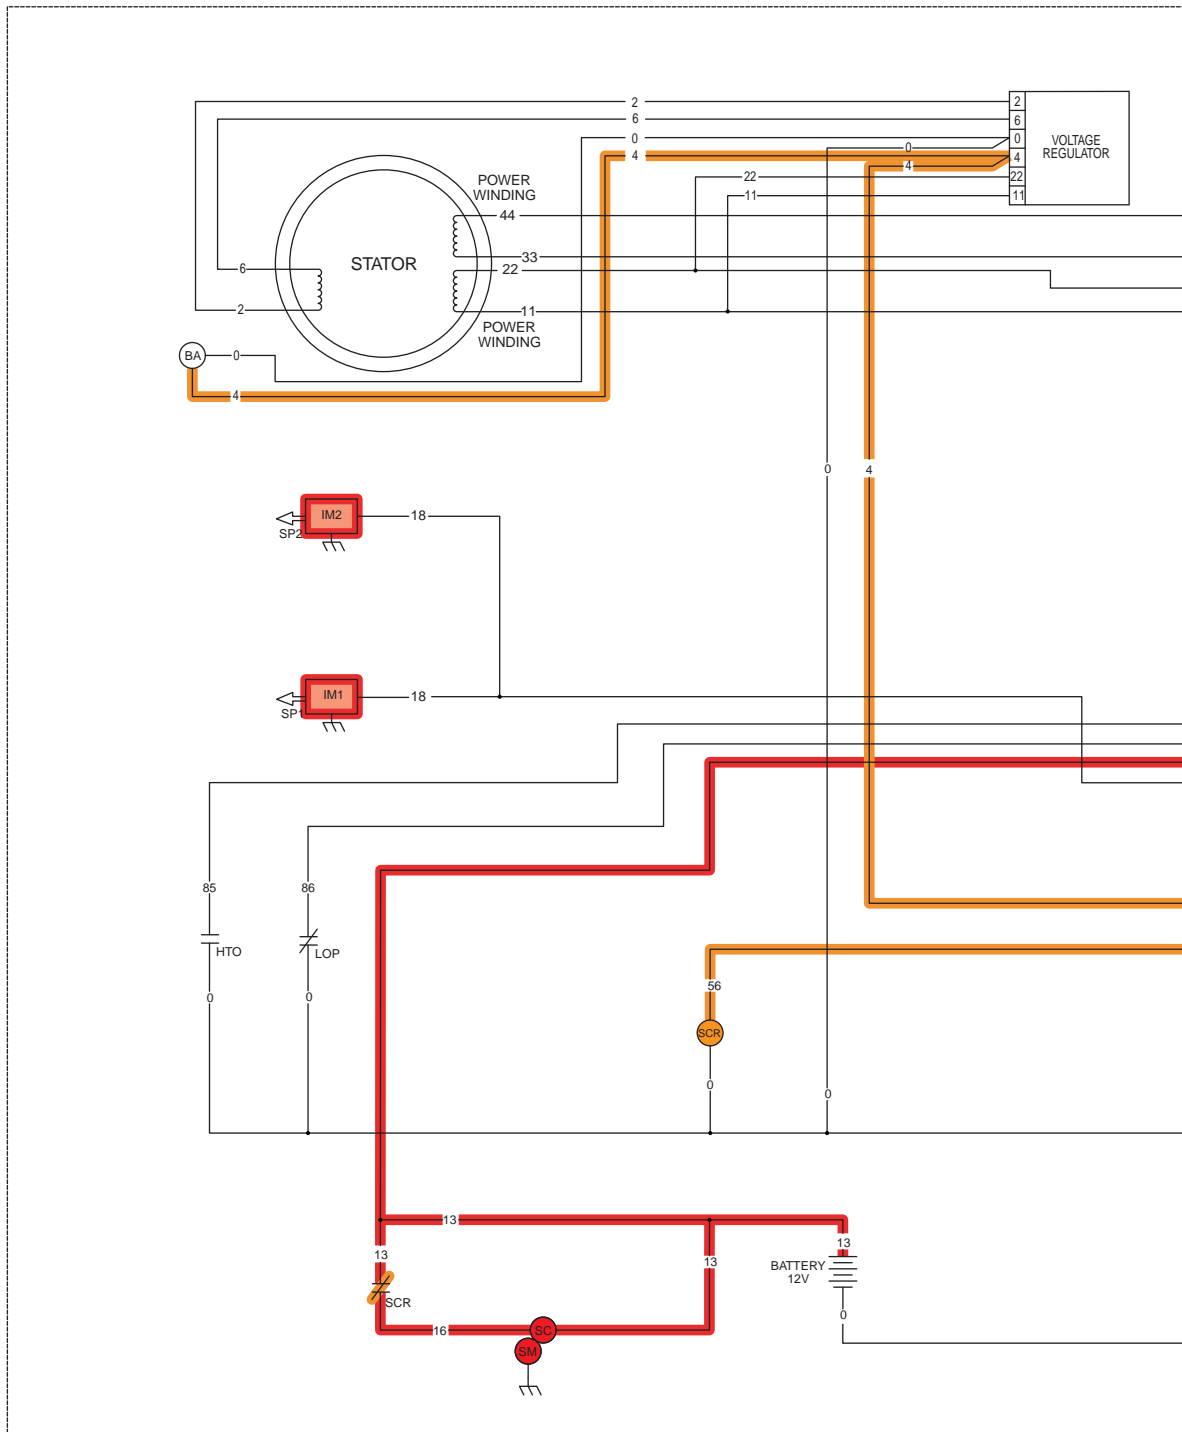 2
2
6
6
0
0
VOLTAGE
REGULATOR
0
4
4
4
22
22
11
11
POWER
WINDING
44
STATOR
33
22
6
2
11
POWER
WINDING
BA
0
4
0
4
IM2
18
SP2
IM1
18
SP1
85
86
HTO
LOP
0
0
56
SCR
0
0
13
13
13
13
BATTERY
12V
SCR
0
16
SC
SM